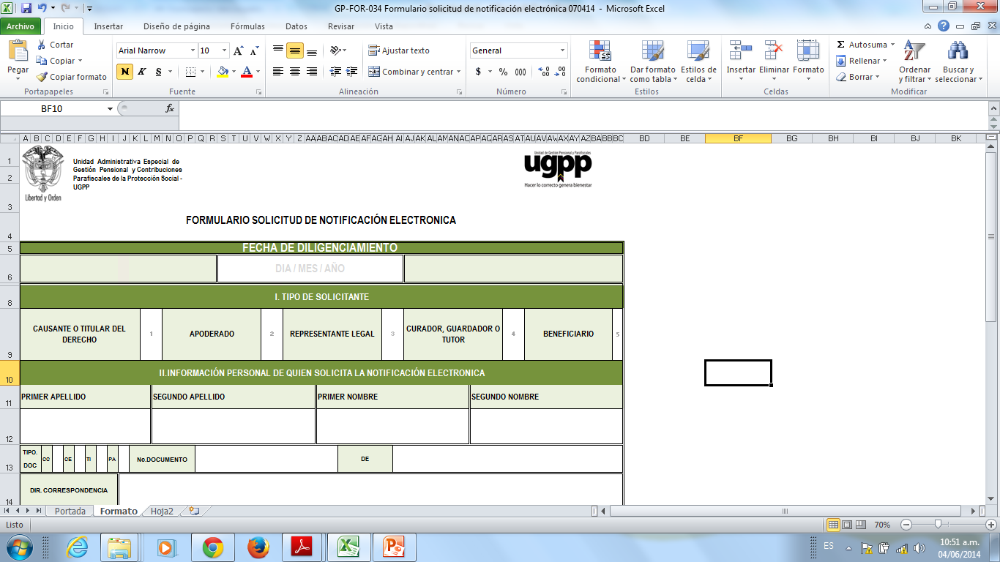 GP-FOR-034 Formulario solicitud de notificación electrónica 070414 - Microsoft Excel
Archivo Inicio Insertar Diseño de página Fórmulas Datos Revisar Vista
Pegar
Cortar
Copiar
Copiar formato
Portapapeles
Arial Narrow 10
N K S
Fuente
Ajustar texto
Combinar y centrar
Alineación
General
$ % 000
Número
Formato condicional
Dar formato como tabla
Estilos de celda
Estilos
Insertar Eliminar Formato
Celdas
Σ Autosuma
Rellenar
Borrar
Ordenar y filtrar
Buscar y seleccionar
Modificar
BF10 fx
A B C D E F G H I J K L M N O P Q R S T U V W X Y Z AA AB AC AD AE AF AG AH AI AJ AK AL AM AN AO AP AQ AR AS AT AU AV AW AX AY AZ BA BB BC BD BE BF BG BH BI BJ BK
1
2
3
4
5
6
8
9
10
11
12
13
14
Libertad y Orden
Unidad Administrativa Especial de
Gestión Pensional y Contribuciones
Parafiscales de la Protección Social -
UGPP
Unidad de Gestión Pensional y Parafiscales
ugpp
Hacer lo correcto genera bienestar
FORMULARIO SOLICITUD DE NOTIFICACIÓN ELECTRONICA
FECHA DE DILIGENCIAMIENTO
DIA / MES / AÑO
I. TIPO DE SOLICITANTE
CAUSANTE O TITULAR DEL DERECHO 1 APODERADO 2 REPRESENTANTE LEGAL 3 CURADOR, GUARDADOR O TUTOR 4 BENEFICIARIO 5
II.INFORMACIÓN PERSONAL DE QUIEN SOLICITA LA NOTIFICACIÓN ELECTRONICA
PRIMER APELLIDO SEGUNDO APELLIDO PRIMER NOMBRE SEGUNDO NOMBRE
TIPO. DOC CC CE TI PA No.DOCUMENTO DE
DIR. CORRESPONDENCIA
Portada Formato Hoja2
Listo 70%
ES 10:51 a.m.
04/06/2014